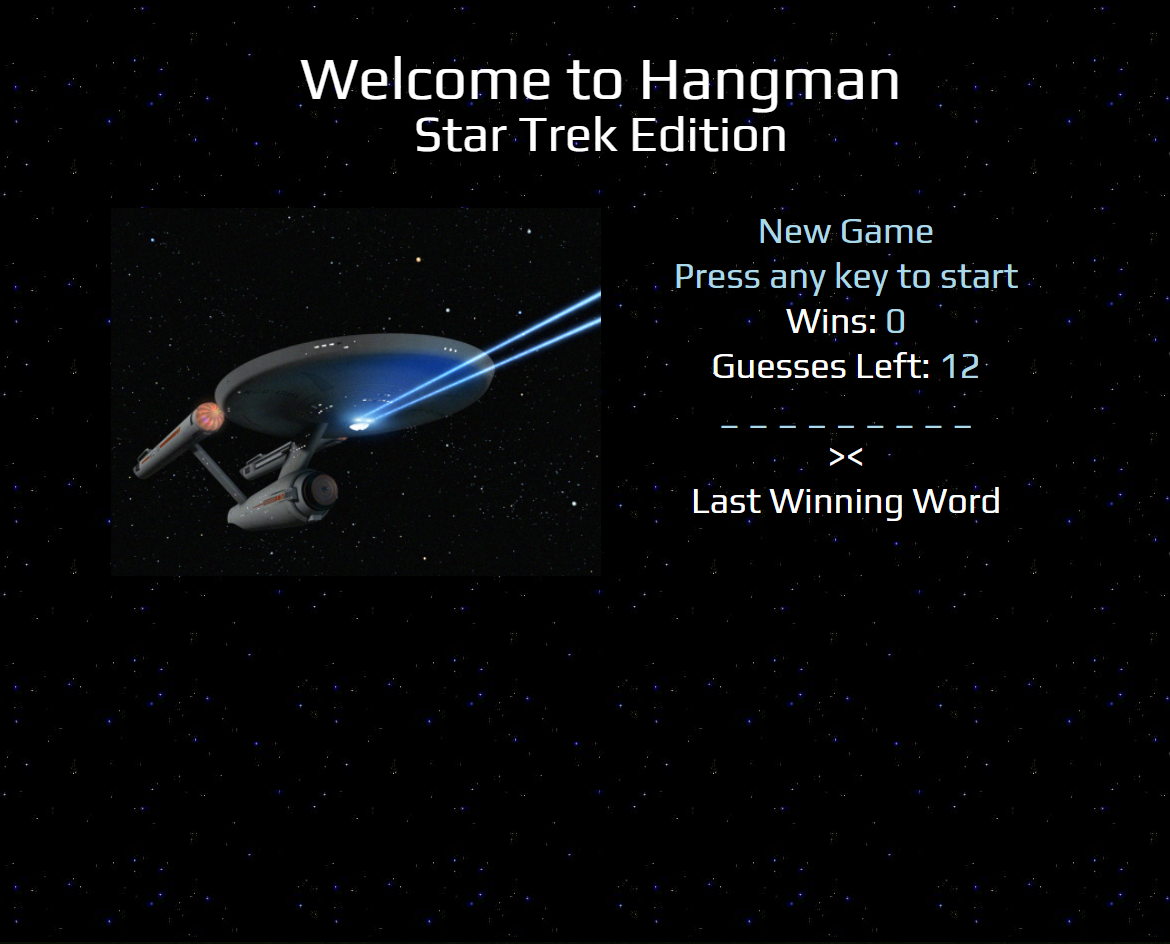 Welcome to Hangman
Star Trek Edition
New Game
Press any key to start
Wins: 0
Guesses Left: 12
_ _ _ _ _ _ _ _ _
><
Last Winning Word